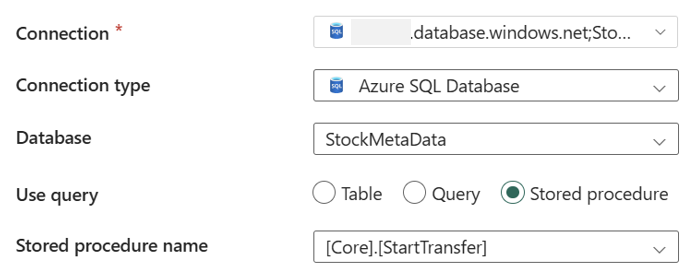 Connection * .database.windows.net;Sto...
Connection type Azure SQL Database
Database StockMetaData
Use query Table Query Stored procedure
Stored procedure name [Core].[StartTransfer]